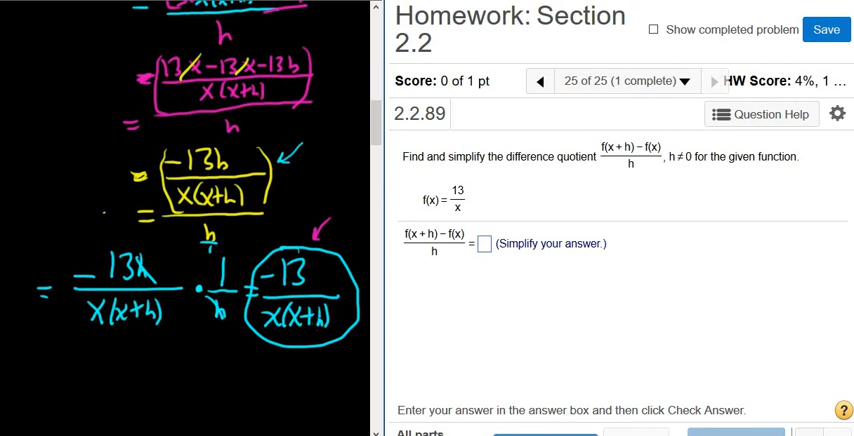 h
(13x-13x-13h)
x(x+h)
=
h
(-13h)
x(x+h)
=
h
1
= -13h/x(x+h) · 1/h = -13/x(x+h)
Homework: Section 2.2
Show completed problem
Save
Score: 0 of 1 pt
25 of 25 (1 complete)
HW Score: 4%, 1 ...
2.2.89
Question Help
Find and simplify the difference quotient f(x + h) − f(x)/h, h ≠ 0 for the given function.
f(x) = 13/x
f(x + h) − f(x)/h = (Simplify your answer.)
Enter your answer in the answer box and then click Check Answer.
?
All parts